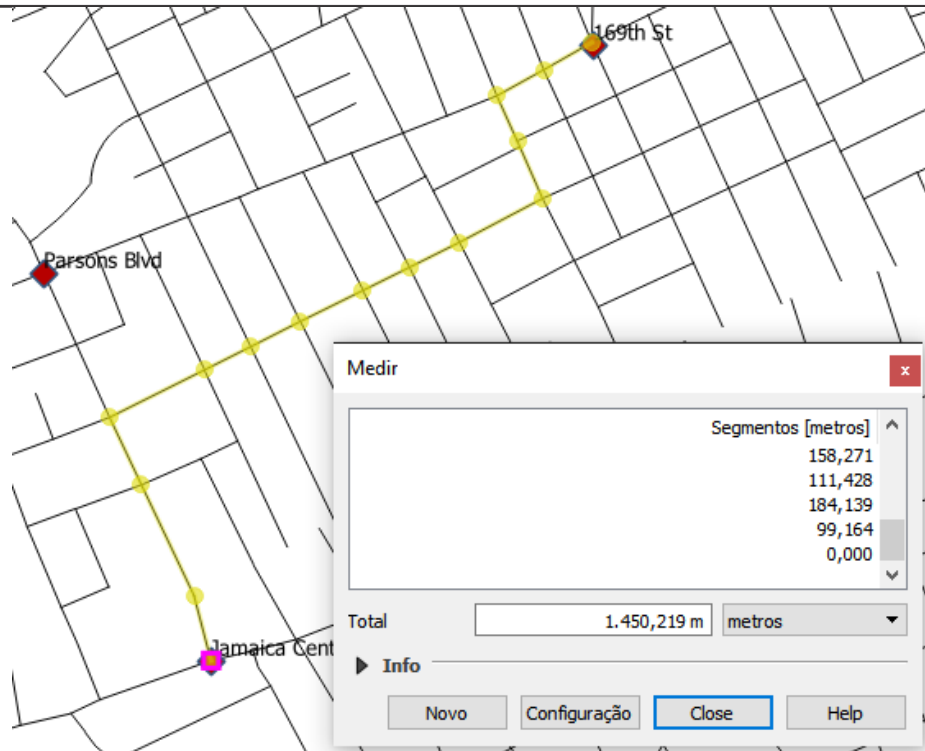 169th St
Parsons Blvd
Jamaica Cent
Medir
x
Segmentos [metros]
158,271
111,428
184,139
99,164
0,000
Total 1.450,219 m metros
Info
Novo Configuração Close Help